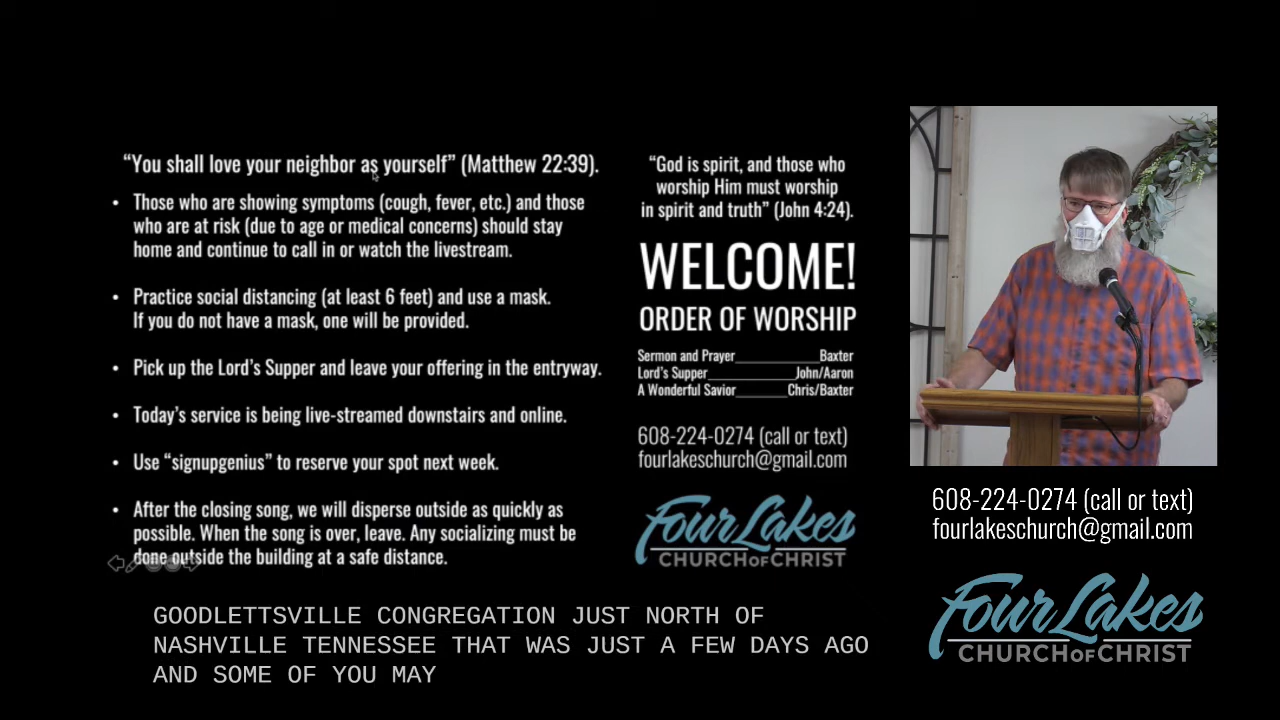 “You shall love your neighbor as yourself” (Matthew 22:39).
• Those who are showing symptoms (cough, fever, etc.) and those
who are at risk (due to age or medical concerns) should stay
home and continue to call in or watch the livestream.
• Practice social distancing (at least 6 feet) and use a mask.
If you do not have a mask, one will be provided.
• Pick up the Lord’s Supper and leave your offering in the entryway.
• Today’s service is being live-streamed downstairs and online.
• Use “signupgenius” to reserve your spot next week.
• After the closing song, we will disperse outside as quickly as
possible. When the song is over, leave. Any socializing must be
done outside the building at a safe distance.
“God is spirit, and those who
worship Him must worship
in spirit and truth” (John 4:24).
WELCOME!
ORDER OF WORSHIP
Sermon and Prayer____________________Baxter
Lord’s Supper____________________John/Aaron
A Wonderful Savior____________Chris/Baxter
608-224-0274 (call or text)
fourlakeschurch@gmail.com
Four Lakes
CHURCH OF CHRIST
608-224-0274 (call or text)
fourlakeschurch@gmail.com
Four Lakes
CHURCH OF CHRIST
GOODLETTSVILLE CONGREGATION JUST NORTH OF
NASHVILLE TENNESSEE THAT WAS JUST A FEW DAYS AGO
AND SOME OF YOU MAY